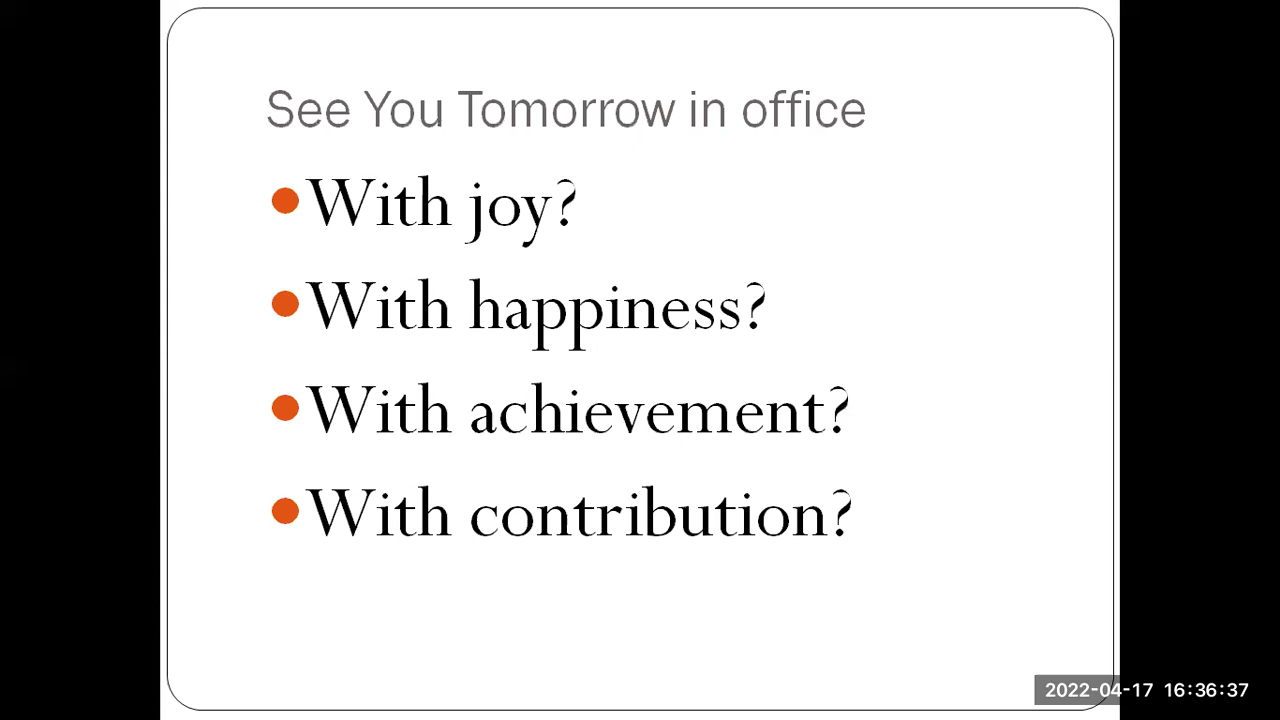 See You Tomorrow in office
With joy?
With happiness?
With achievement?
With contribution?
2022-04-17 16:36:37